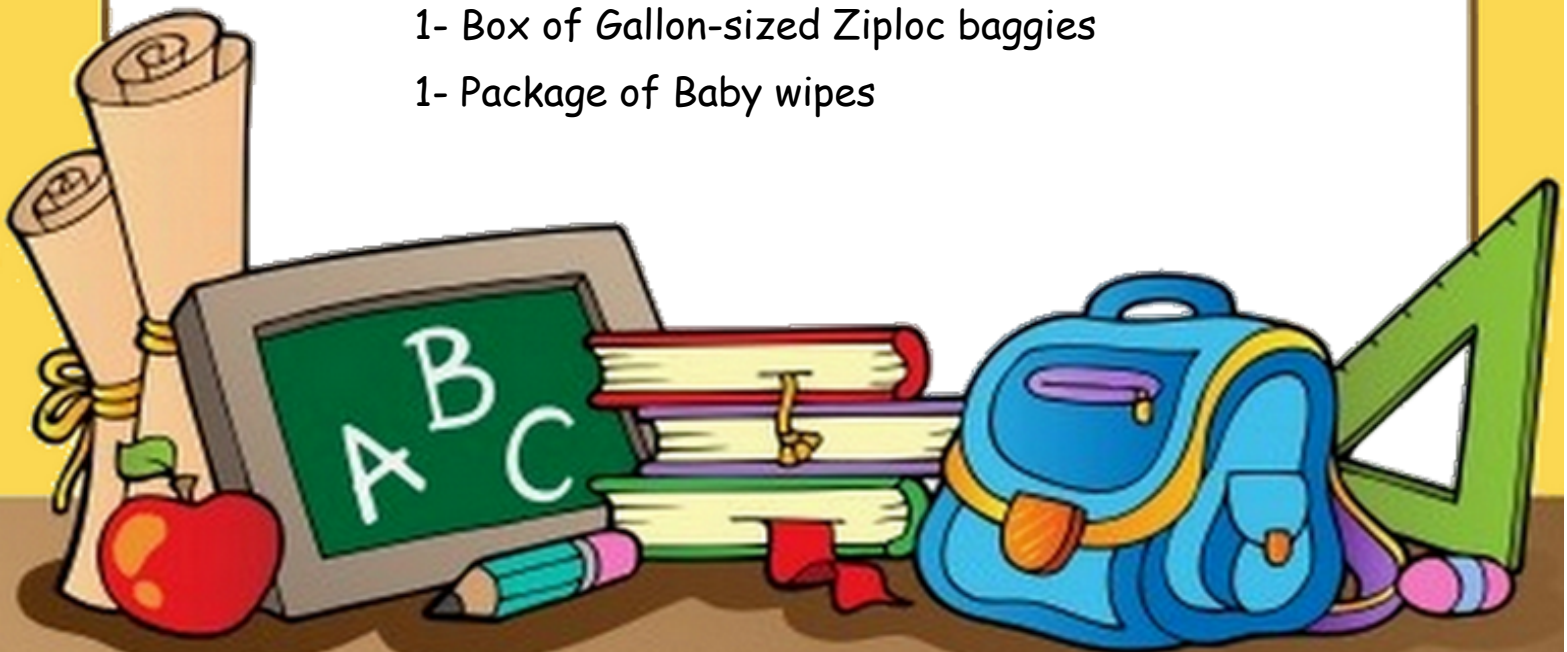 1- Box of Gallon-sized Ziploc baggies
1- Package of Baby wipes
A B C